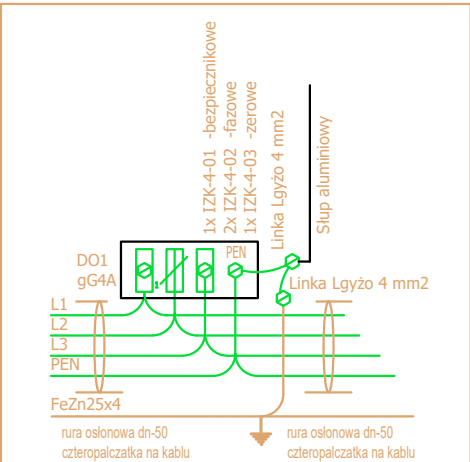 1x IZK-4-01 -bezpiecznikowe
2x IZK-4-02 -fazowe
1x IZK-4-03 -zerowe
Linka Lgyżo 4 mm2
Słup aluminiowy
DO1
gG4A
PEN
Linka Lgyżo 4 mm2
L1
L2
L3
PEN
FeZn25x4
rura osłonowa dn-50
czteropalczatka na kablu
rura osłonowa dn-50
czteropalczatka na kablu